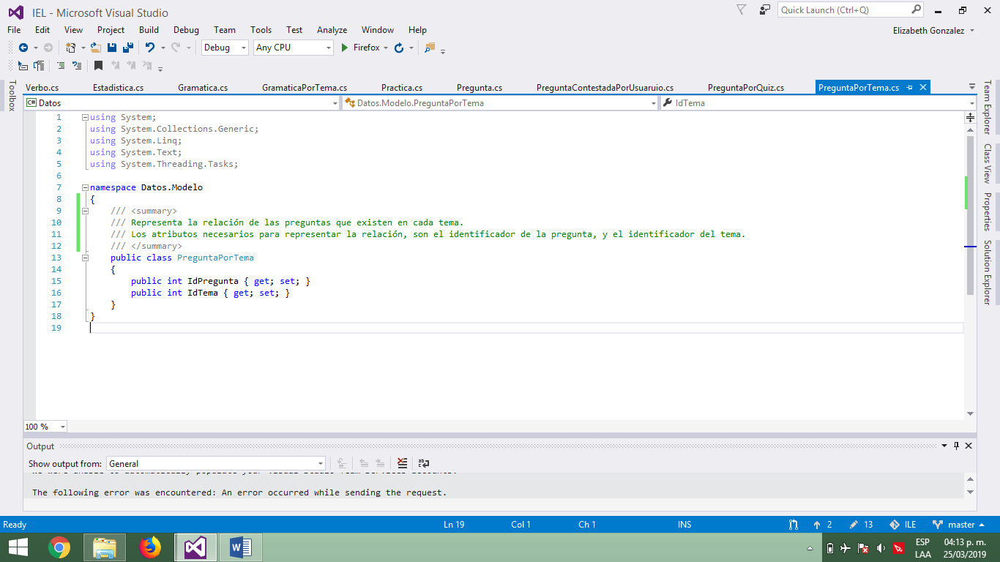 IEL - Microsoft Visual Studio
Quick Launch (Ctrl+Q)
File Edit View Project Build Debug Team Tools Test Analyze Window Help
Elizabeth Gonzalez
Debug Any CPU Firefox
Toolbox
Verbo.cs Estadistica.cs Gramatica.cs GramaticaPorTema.cs Practica.cs Pregunta.cs PreguntaContestadaPorUsuaruio.cs PreguntaPorQuiz.cs PreguntaPorTema.cs
Datos Datos.Modelo.PreguntaPorTema IdTema
1 using System;
2 using System.Collections.Generic;
3 using System.Linq;
4 using System.Text;
5 using System.Threading.Tasks;
6
7 namespace Datos.Modelo
8 {
9 /// <summary>
10 /// Representa la relación de las preguntas que existen en cada tema.
11 /// Los atributos necesarios para representar la relación, son el identificador de la pregunta, y el identificador del tema.
12 /// </summary>
13 public class PreguntaPorTema
14 {
15 public int IdPregunta { get; set; }
16 public int IdTema { get; set; }
17 }
18 }
19
Team Explorer
Class View
Properties
Solution Explorer
100 %
Output
Show output from: General
The following error was encountered: An error occurred while sending the request.
Ready Ln 19 Col 1 Ch 1 INS 2 13 ILE master
ESP 04:13 p. m.
LAA 25/03/2019